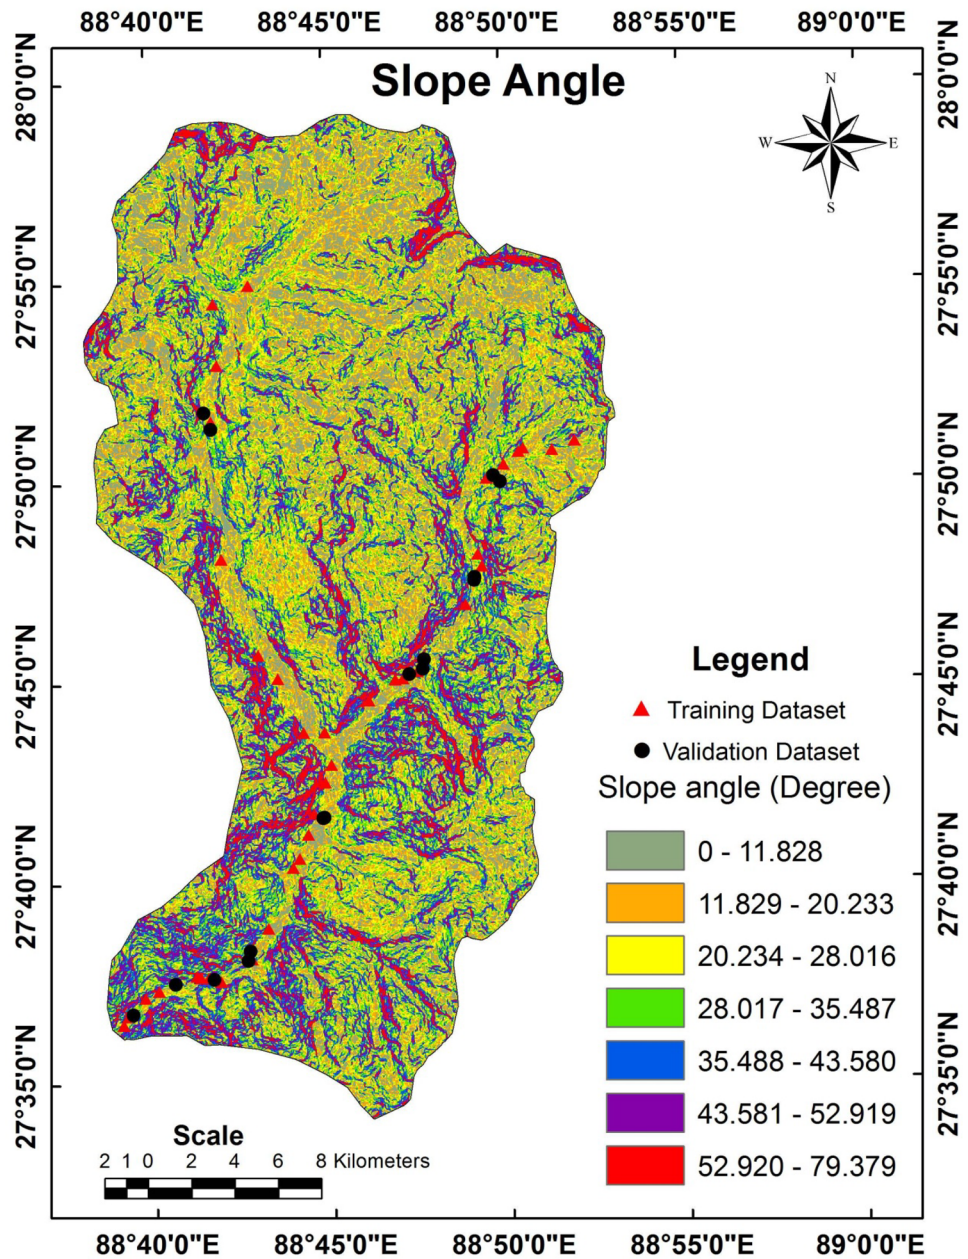 88°40'0"E 88°45'0"E 88°50'0"E 88°55'0"E 89°0'0"E
Slope Angle
N
W E
S
28°0'0"N 28°0'0"N
27°55'0"N 27°55'0"N
27°50'0"N 27°50'0"N
27°45'0"N 27°45'0"N
27°40'0"N 27°40'0"N
27°35'0"N 27°35'0"N
Legend
Training Dataset
Validation Dataset
Slope angle (Degree)
0 - 11.828
11.829 - 20.233
20.234 - 28.016
28.017 - 35.487
35.488 - 43.580
43.581 - 52.919
52.920 - 79.379
Scale
2 1 0 2 4 6 8 Kilometers
88°40'0"E 88°45'0"E 88°50'0"E 88°55'0"E 89°0'0"E